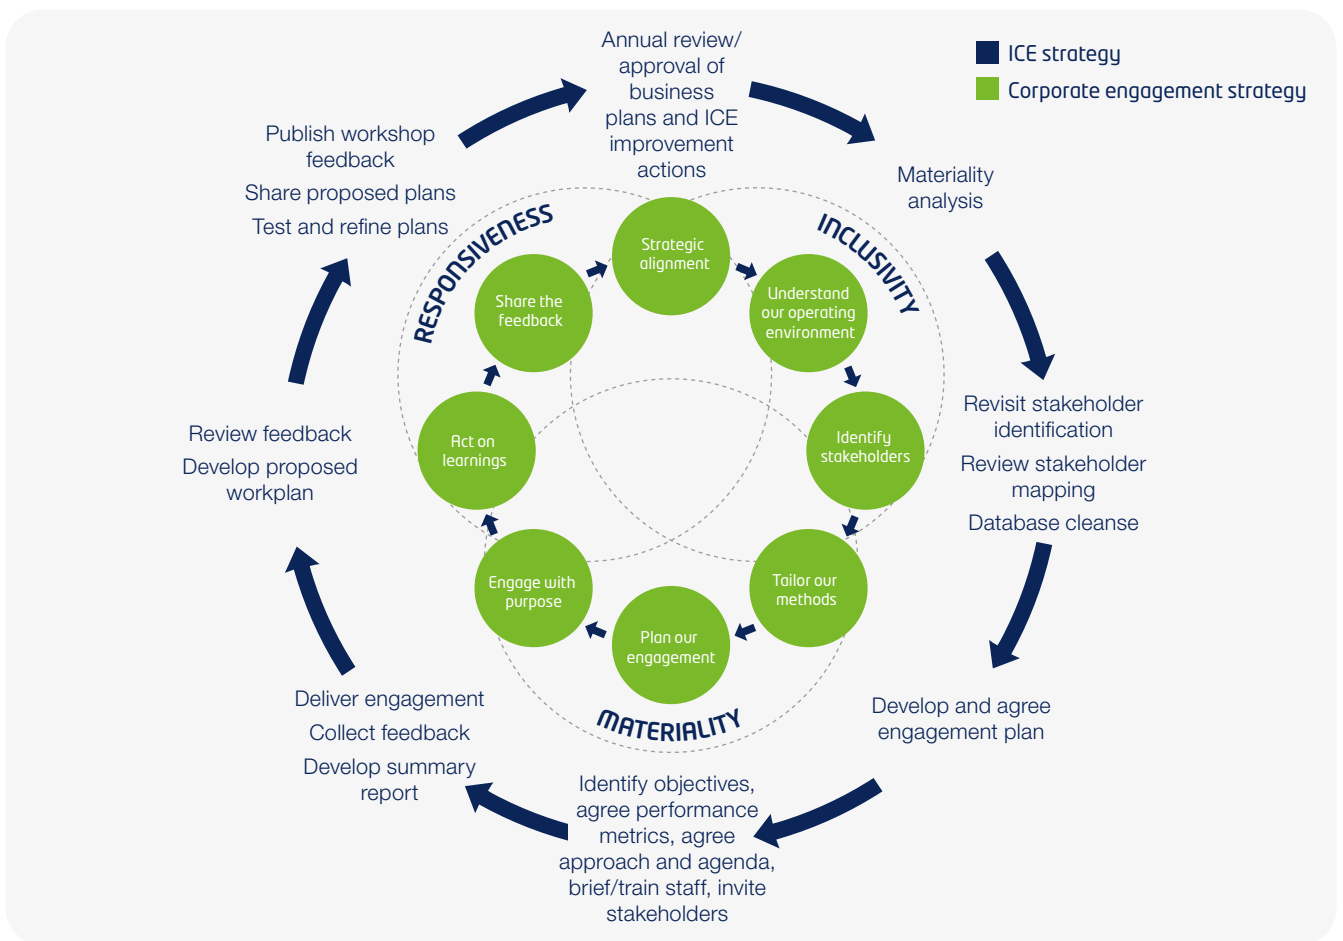 ICE strategy
Corporate engagement strategy
Annual review/
approval of
business
plans and ICE
improvement
actions
Materiality
analysis
Revisit stakeholder
identification
Review stakeholder
mapping
Database cleanse
Develop and agree
engagement plan
Identify objectives,
agree performance
metrics, agree
approach and agenda,
brief/train staff, invite
stakeholders
Deliver engagement
Collect feedback
Develop summary
report
Review feedback
Develop proposed
workplan
Publish workshop
feedback
Share proposed plans
Test and refine plans
RESPONSIVENESS
INCLUSIVITY
MATERIALITY
Strategic
alignment
Understand
our operating
environment
Identify
stakeholders
Tailor our
methods
Plan our
engagement
Engage with
purpose
Act on
learnings
Share the
feedback